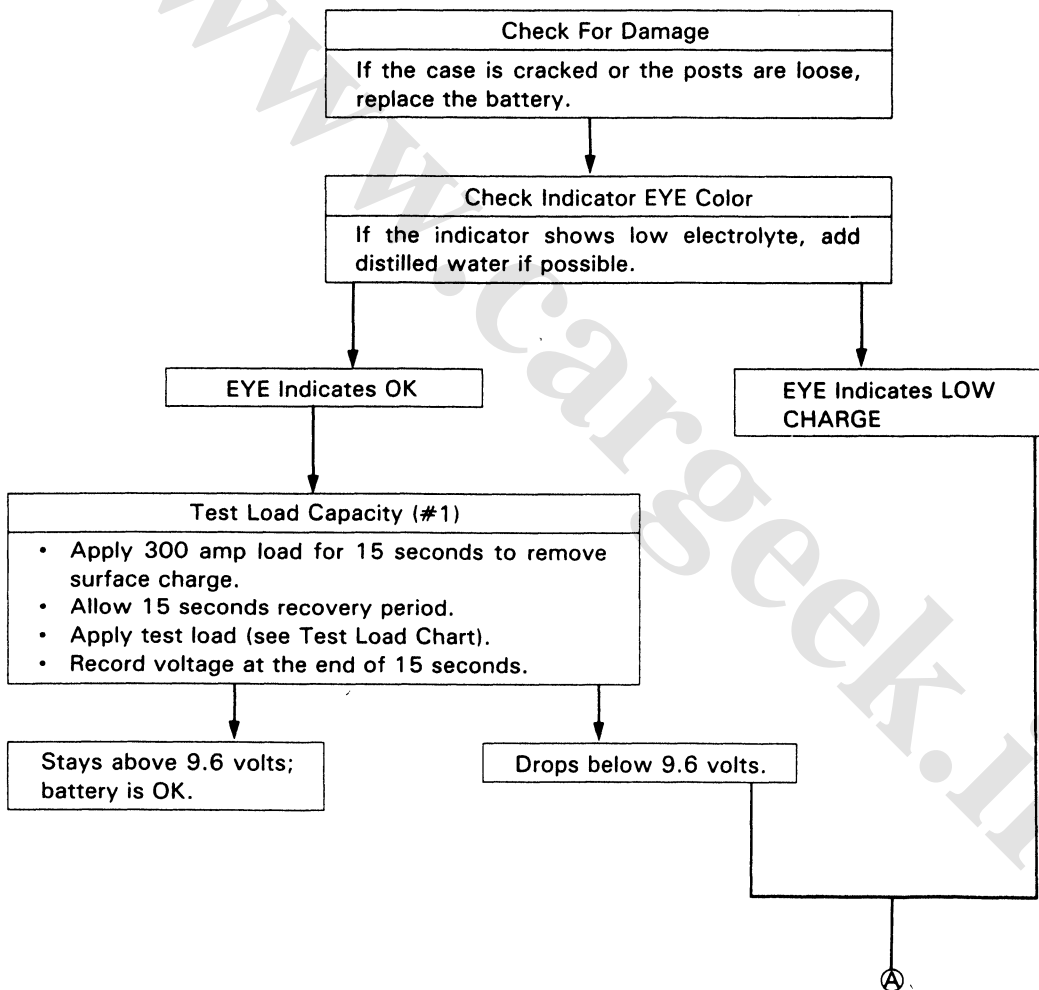 Check For Damage
If the case is cracked or the posts are loose,
replace the battery.
Check Indicator EYE Color
If the indicator shows low electrolyte, add
distilled water if possible.
EYE Indicates OK
EYE Indicates LOW
CHARGE
Test Load Capacity (#1)
• Apply 300 amp load for 15 seconds to remove
surface charge.
• Allow 15 seconds recovery period.
• Apply test load (see Test Load Chart).
• Record voltage at the end of 15 seconds.
Stays above 9.6 volts;
battery is OK.
Drops below 9.6 volts.
A
www.cargeek.i